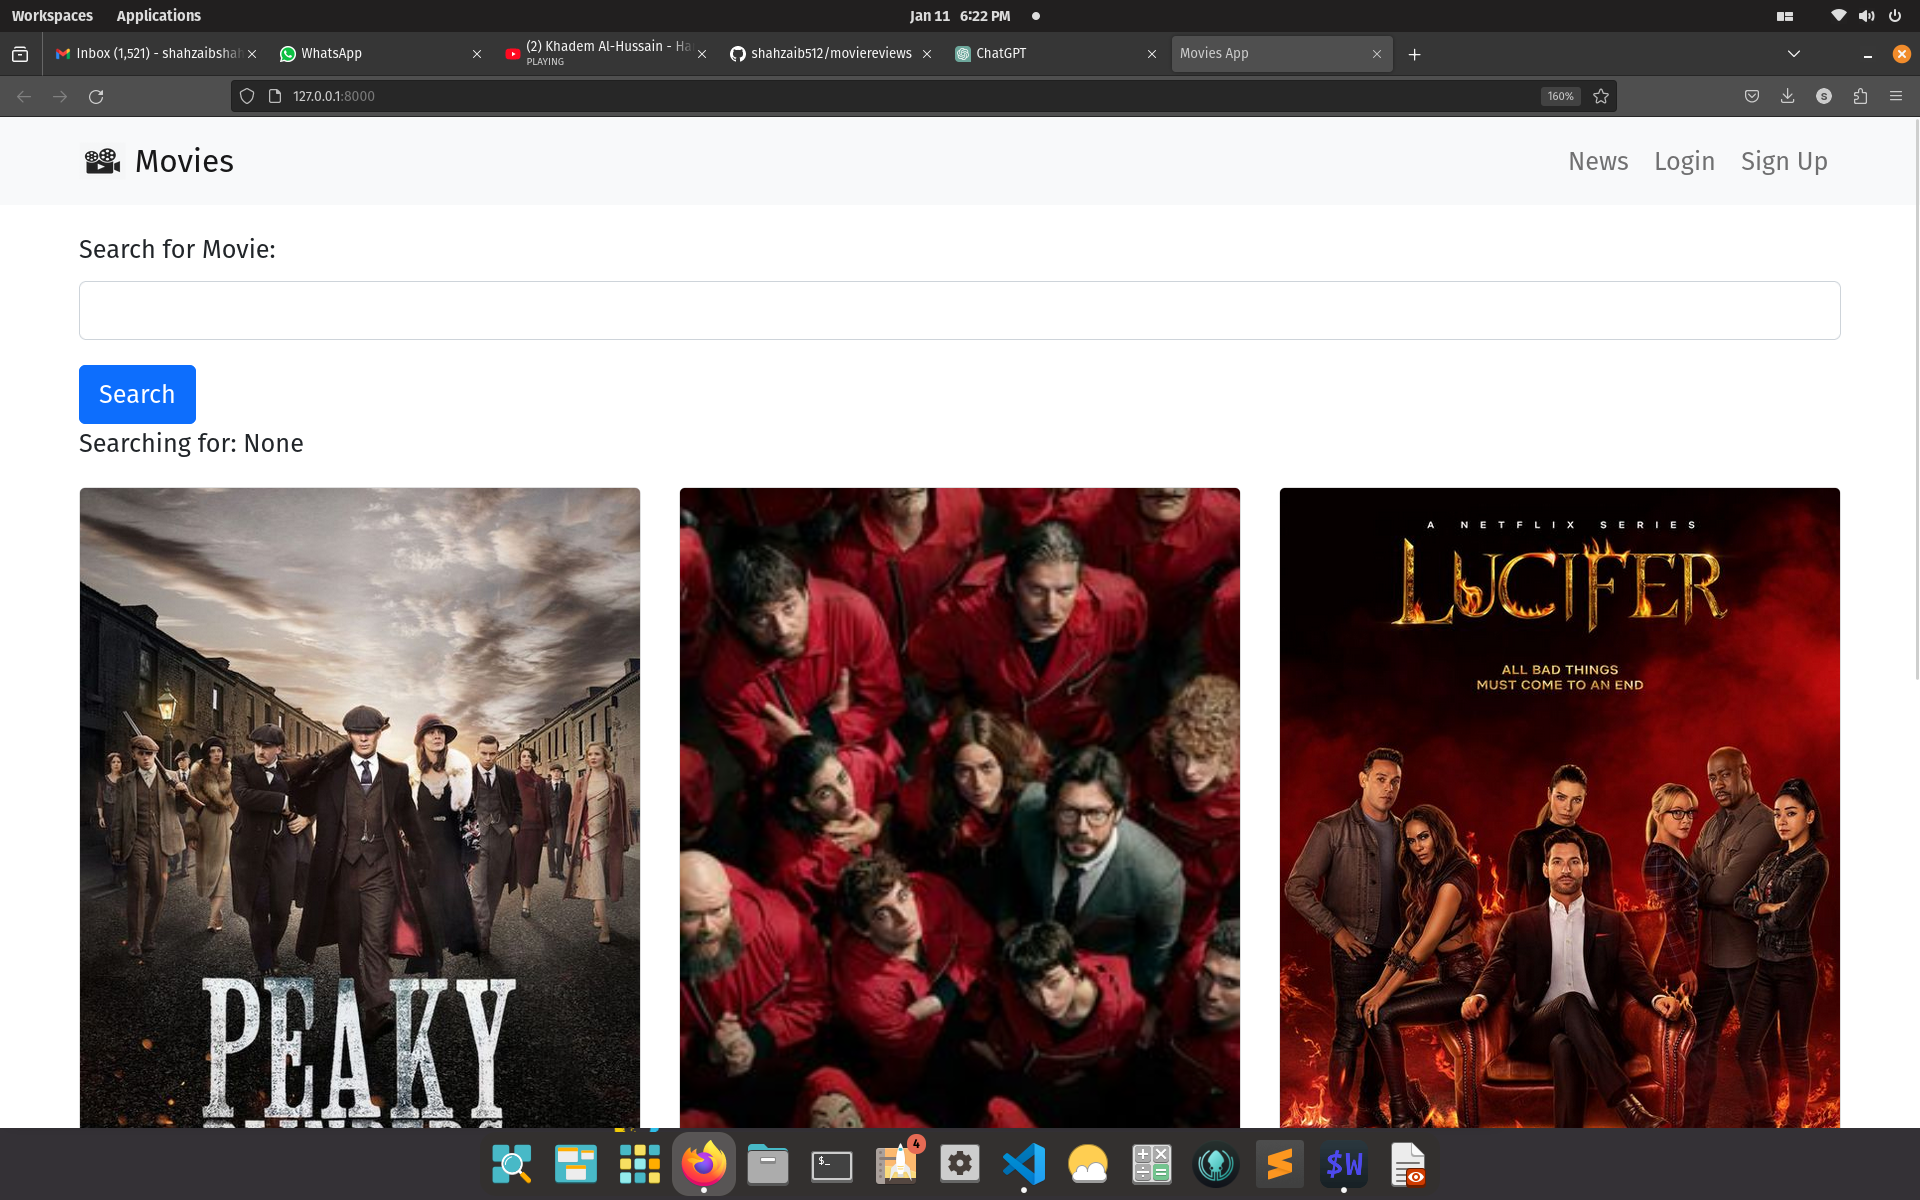 Workspaces Applications Jan 11 6:22 PM
Inbox (1,521) - shahzaibshah WhatsApp (2) Khadem Al-Hussain - Ha shahzaib512/moviereviews ChatGPT Movies App
PLAYING
127.0.0.1:8000 160% S
Movies News Login Sign Up
Search for Movie:
Search
Searching for: None
A NETFLIX SERIES
LUCIFER
ALL BAD THINGS
MUST COME TO AN END
PEAKY
BLINDERS
4
$_
$W